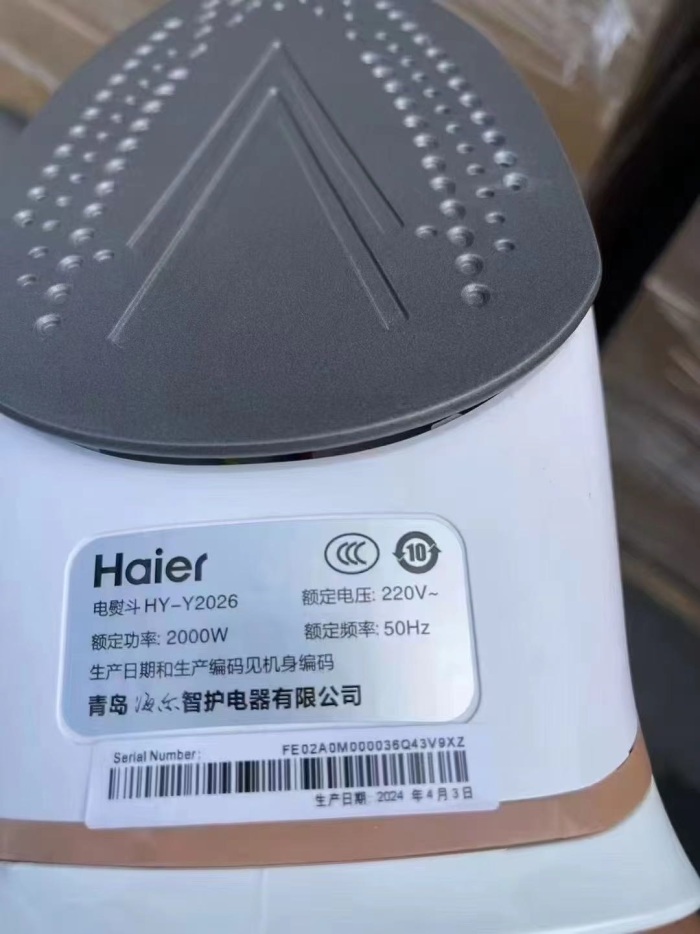 Haier
CCC
10
电熨斗 HY-Y2026
额定电压: 220V~
额定功率: 2000W
额定频率: 50Hz
生产日期和生产编码见机身编码
青岛海尔智护电器有限公司
Serial Number:
FE02A0M000036Q43V9XZ
生产日期: 2024 年 4 月 3 日